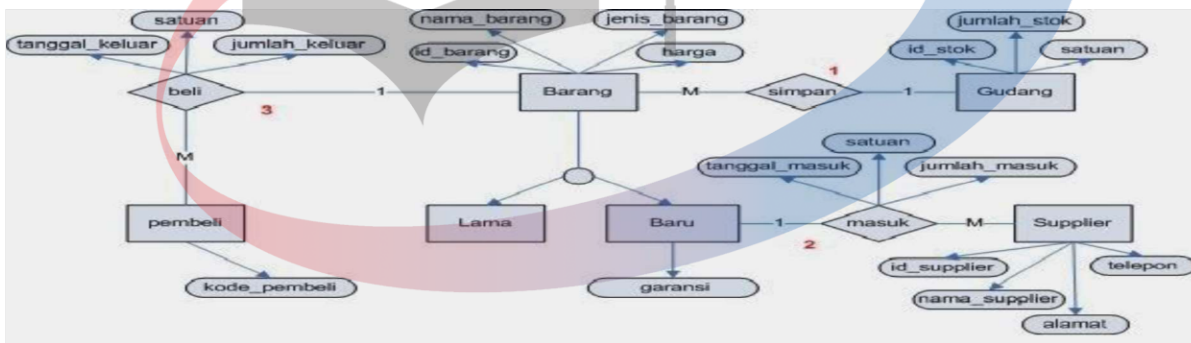 satuan
nama_barang
jenis_barang
jumlah_stok
tanggal_keluar
jumlah_keluar
id_barang
harga
id_stok
satuan
1
beli
1
Barang
M
simpan
1
Gudang
3
M
satuan
tanggal_masuk
jumlah_masuk
pembeli
Lama
Baru
1
masuk
M
Supplier
2
kode_pembeli
garansi
id_supplier
telepon
nama_supplier
alamat